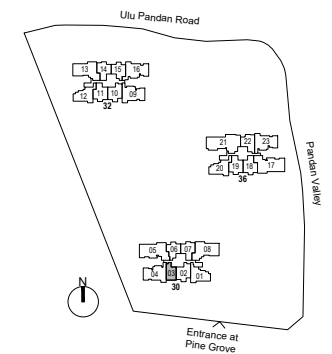 Ulu Pandan Road
13 14 15 16
12 11 10 09
32
21 22 23
20 19 18 17
36
Pandan Valley
05 06 07 08
04 03 02 01
30
N
Entrance at
Pine Grove